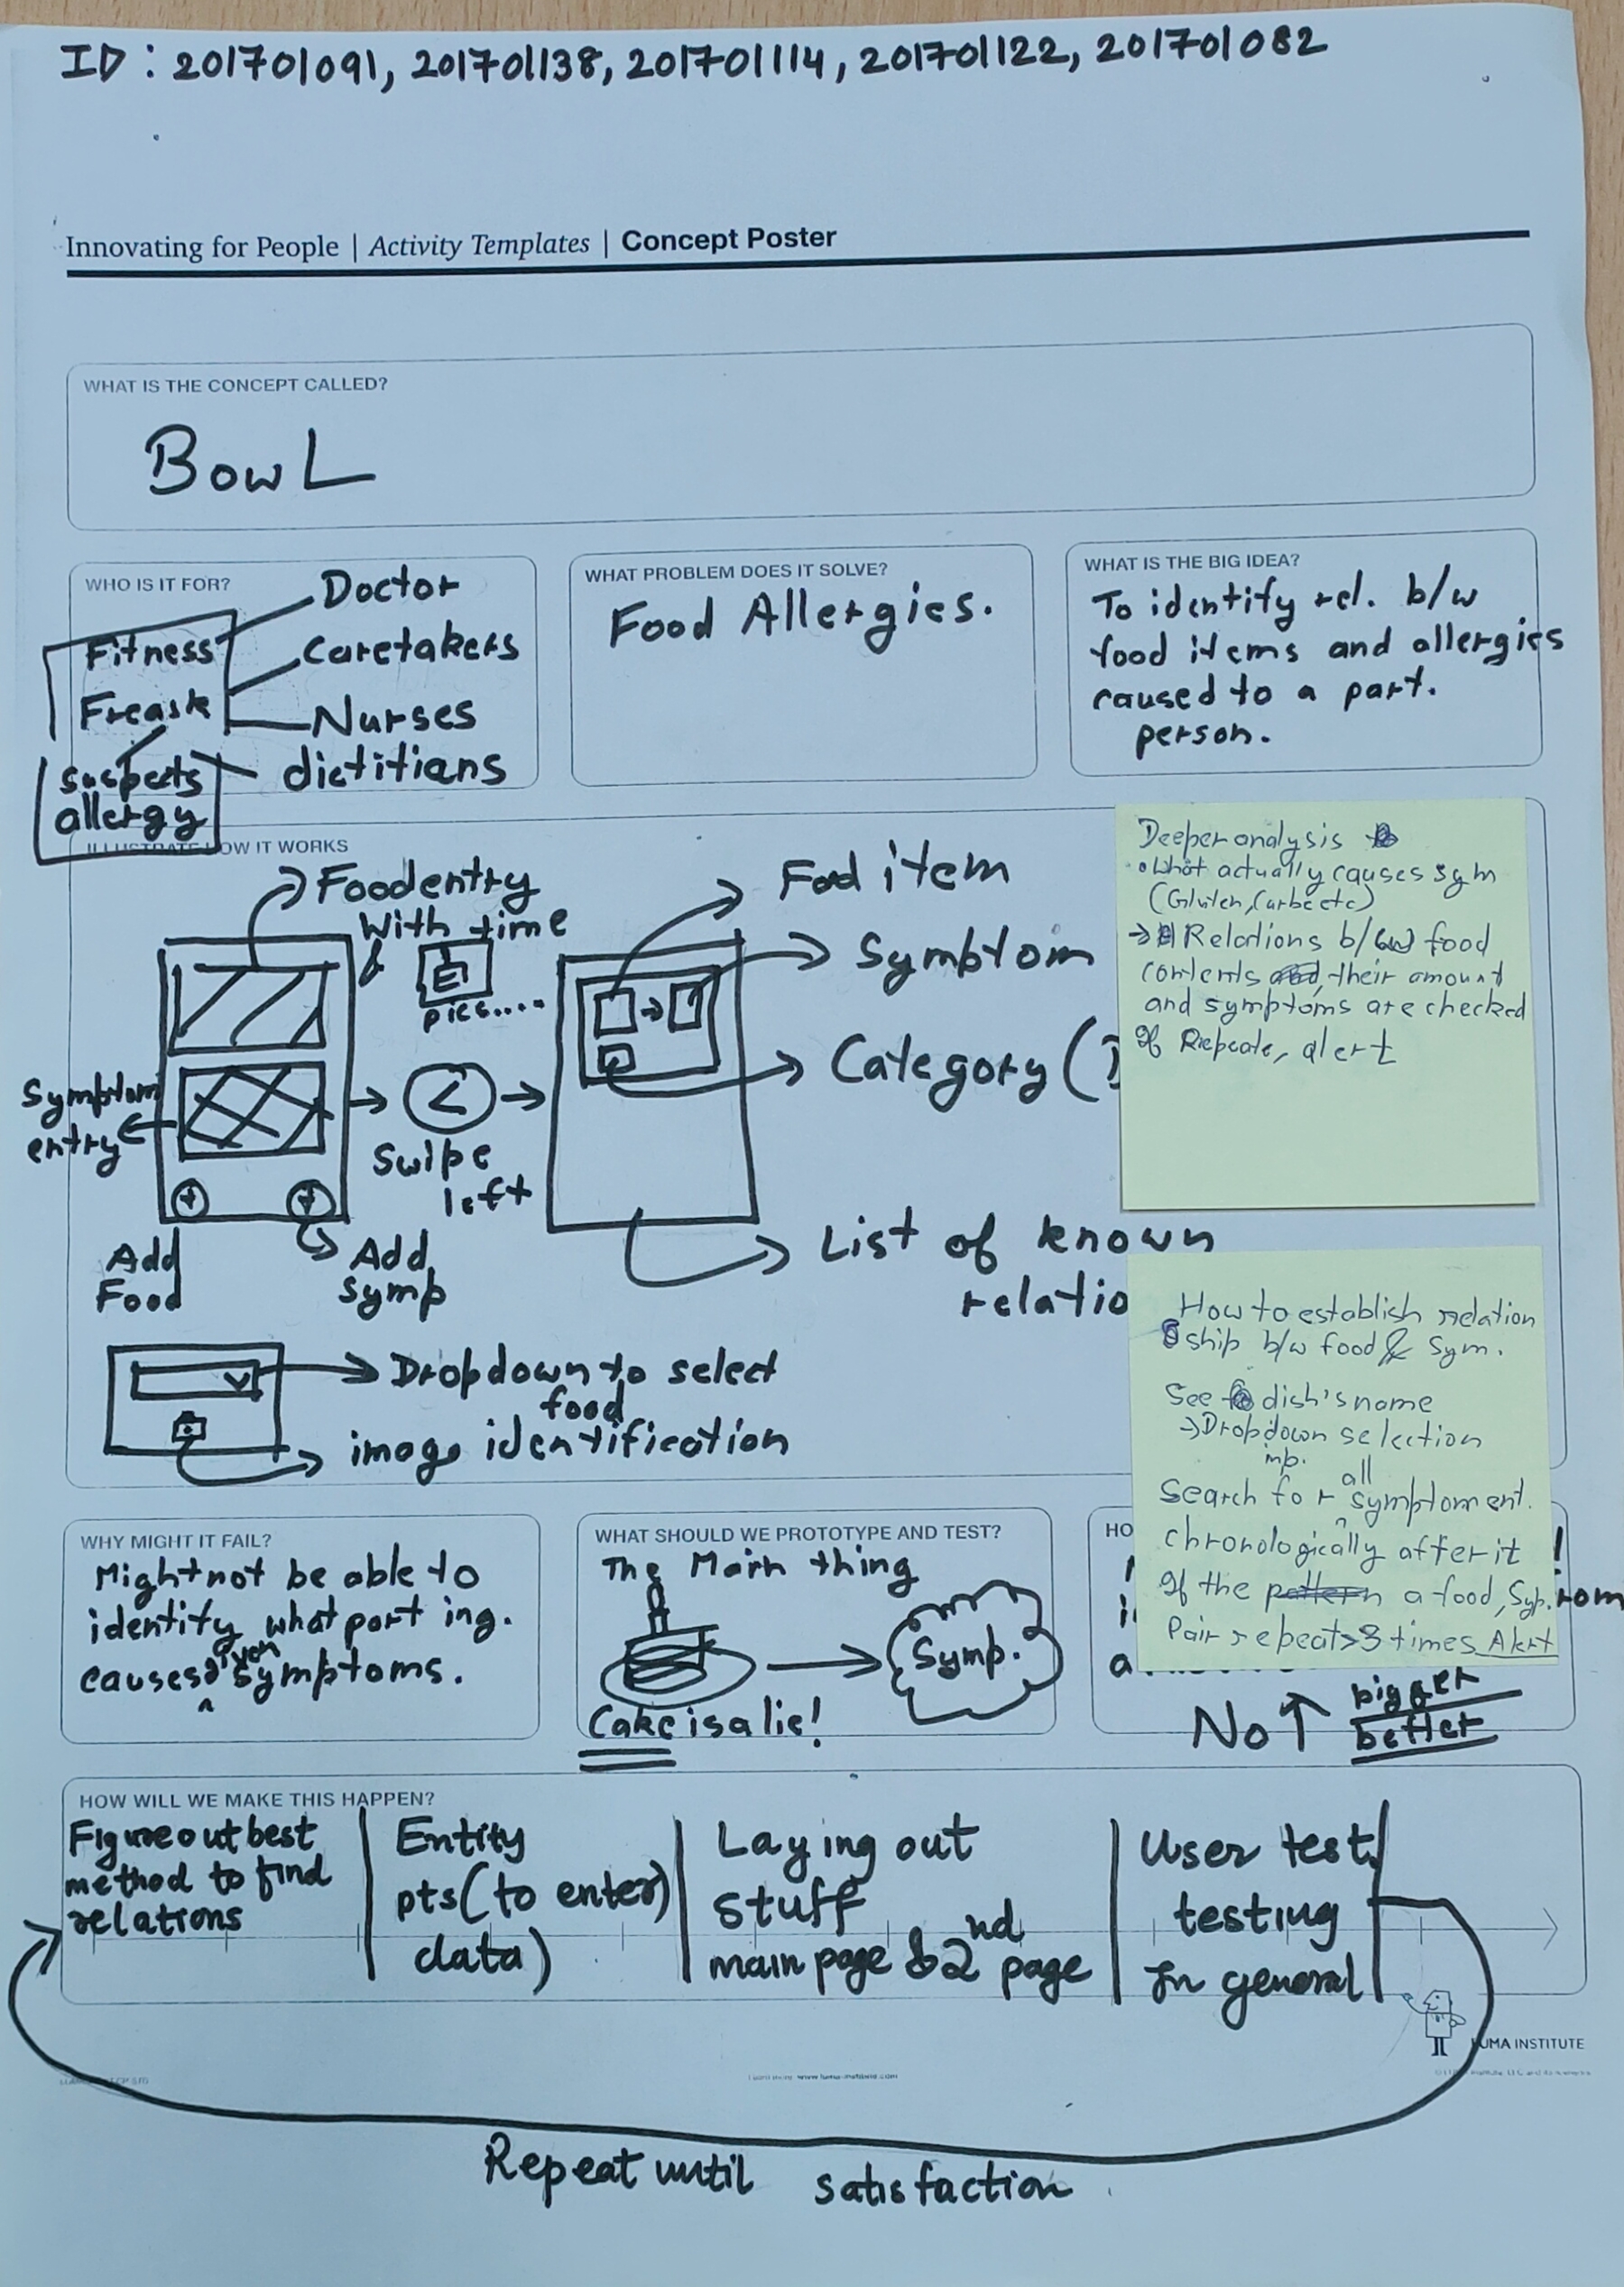 ID : 201701091, 201701138, 201701114, 201701122, 201701082
Innovating for People | Activity Templates | Concept Poster
WHAT IS THE CONCEPT CALLED?
BowL
WHO IS IT FOR?
Fitness
Freask
suspects
allergy
Doctor
Caretakers
Nurses
dietitians
WHAT PROBLEM DOES IT SOLVE?
Food Allergies.
WHAT IS THE BIG IDEA?
To identify rel. b/w
food items and allergies
caused to a part.
person.
ILLUSTRATE HOW IT WORKS
Food entry
With time
pics....
Symptom
entry
Add
Food
Add
symp
Swipe
left
Food item
Symptom
Category (
List of known
relatio
Dropdown to select
food
image identification
Deeper analysis
• What actually causes sym
(Gluten, Carbs etc)
→ Relations b/w food
contents, their amount
and symptoms are checked
If Repeate, alert
How to establish relation
ship b/w food & Sym.
See dish's name
→ Dropdown selection
imp.
Search for all symptom ent.
chronologically after it
If the pattern a food, Syp.
Pair repeat >3 times Alert
WHY MIGHT IT FAIL?
Might not be able to
identity what part ing.
causes given symptoms.
WHAT SHOULD WE PROTOTYPE AND TEST?
The Main thing
Symp.
Cake is a lie!
HO
!
i
rom
a
No ↑ bigger
better
HOW WILL WE MAKE THIS HAPPEN?
Figure out best
method to find
relations
Entity
pts (to enter)
data)
Laying out
stuff
main page & 2nd page
User test
testing
In general
LUMA INSTITUTE
Repeat until satisfaction